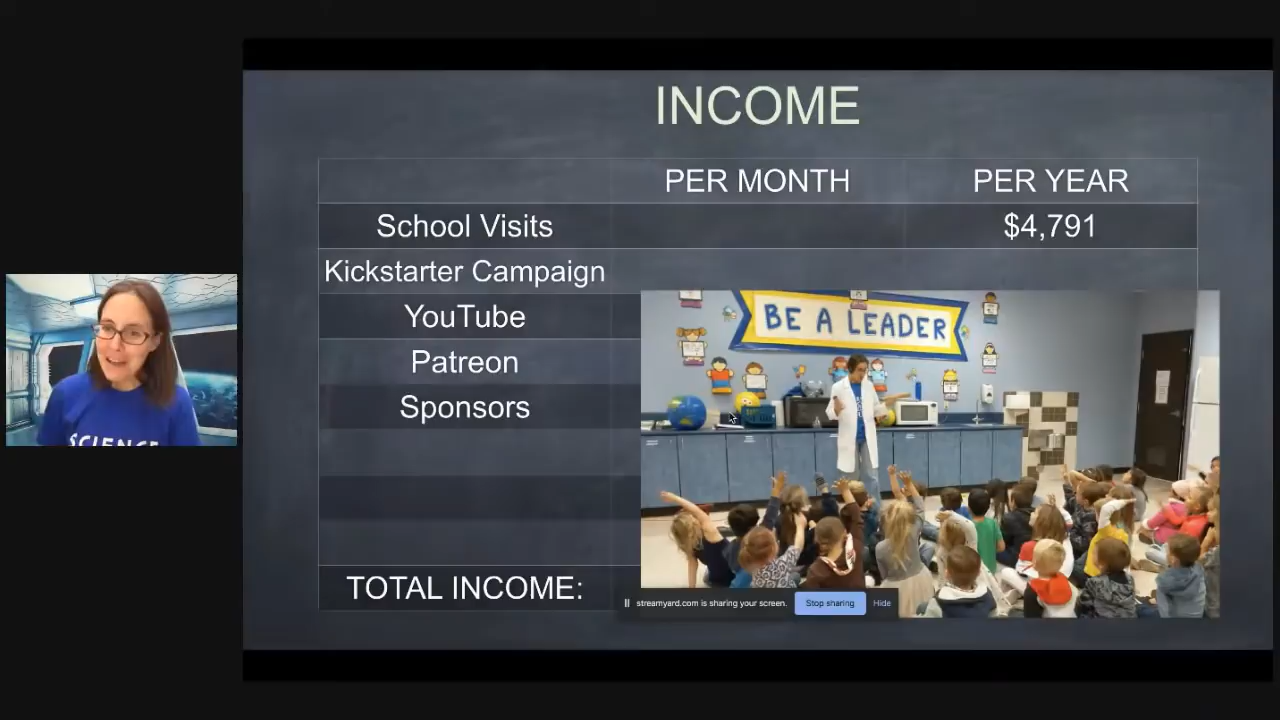 INCOME
PER MONTH PER YEAR
School Visits $4,791
Kickstarter Campaign
YouTube
Patreon
Sponsors
TOTAL INCOME:
BE A LEADER
SCIENCE
streamyard.com is sharing your screen. Stop sharing Hide